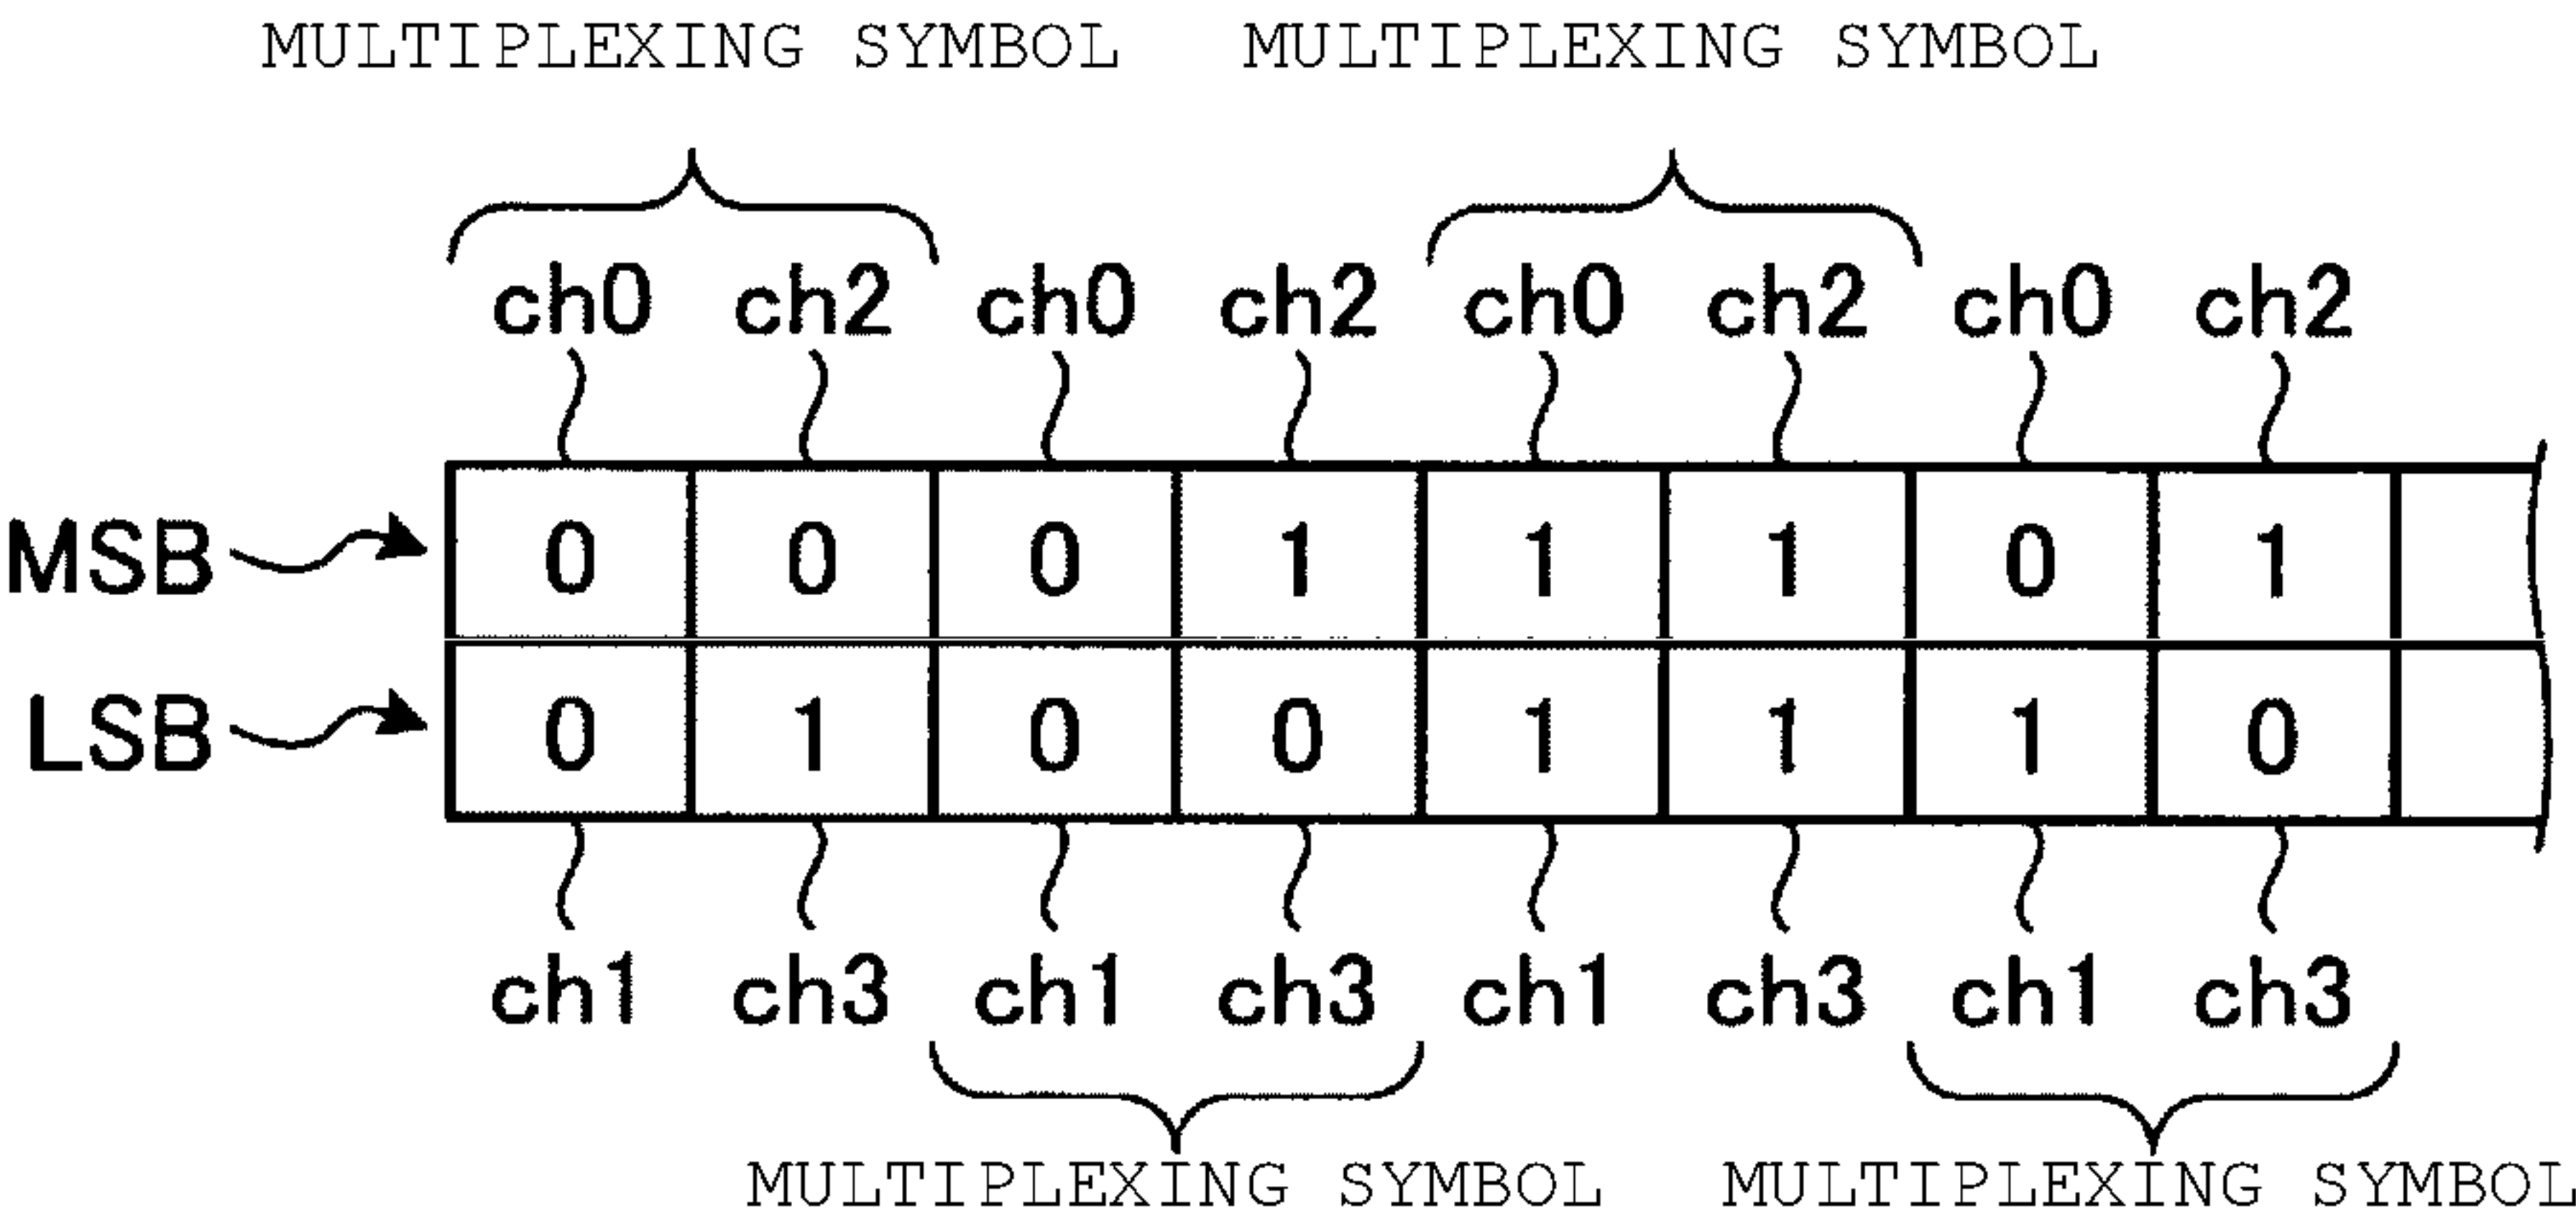 MULTIPLEXING SYMBOL MULTIPLEXING SYMBOL
ch0 ch2 ch0 ch2 ch0 ch2 ch0 ch2
MSB 0 0 0 1 1 1 0 1
LSB 0 1 0 0 1 1 1 0
ch1 ch3 ch1 ch3 ch1 ch3 ch1 ch3
MULTIPLEXING SYMBOL MULTIPLEXING SYMBOL